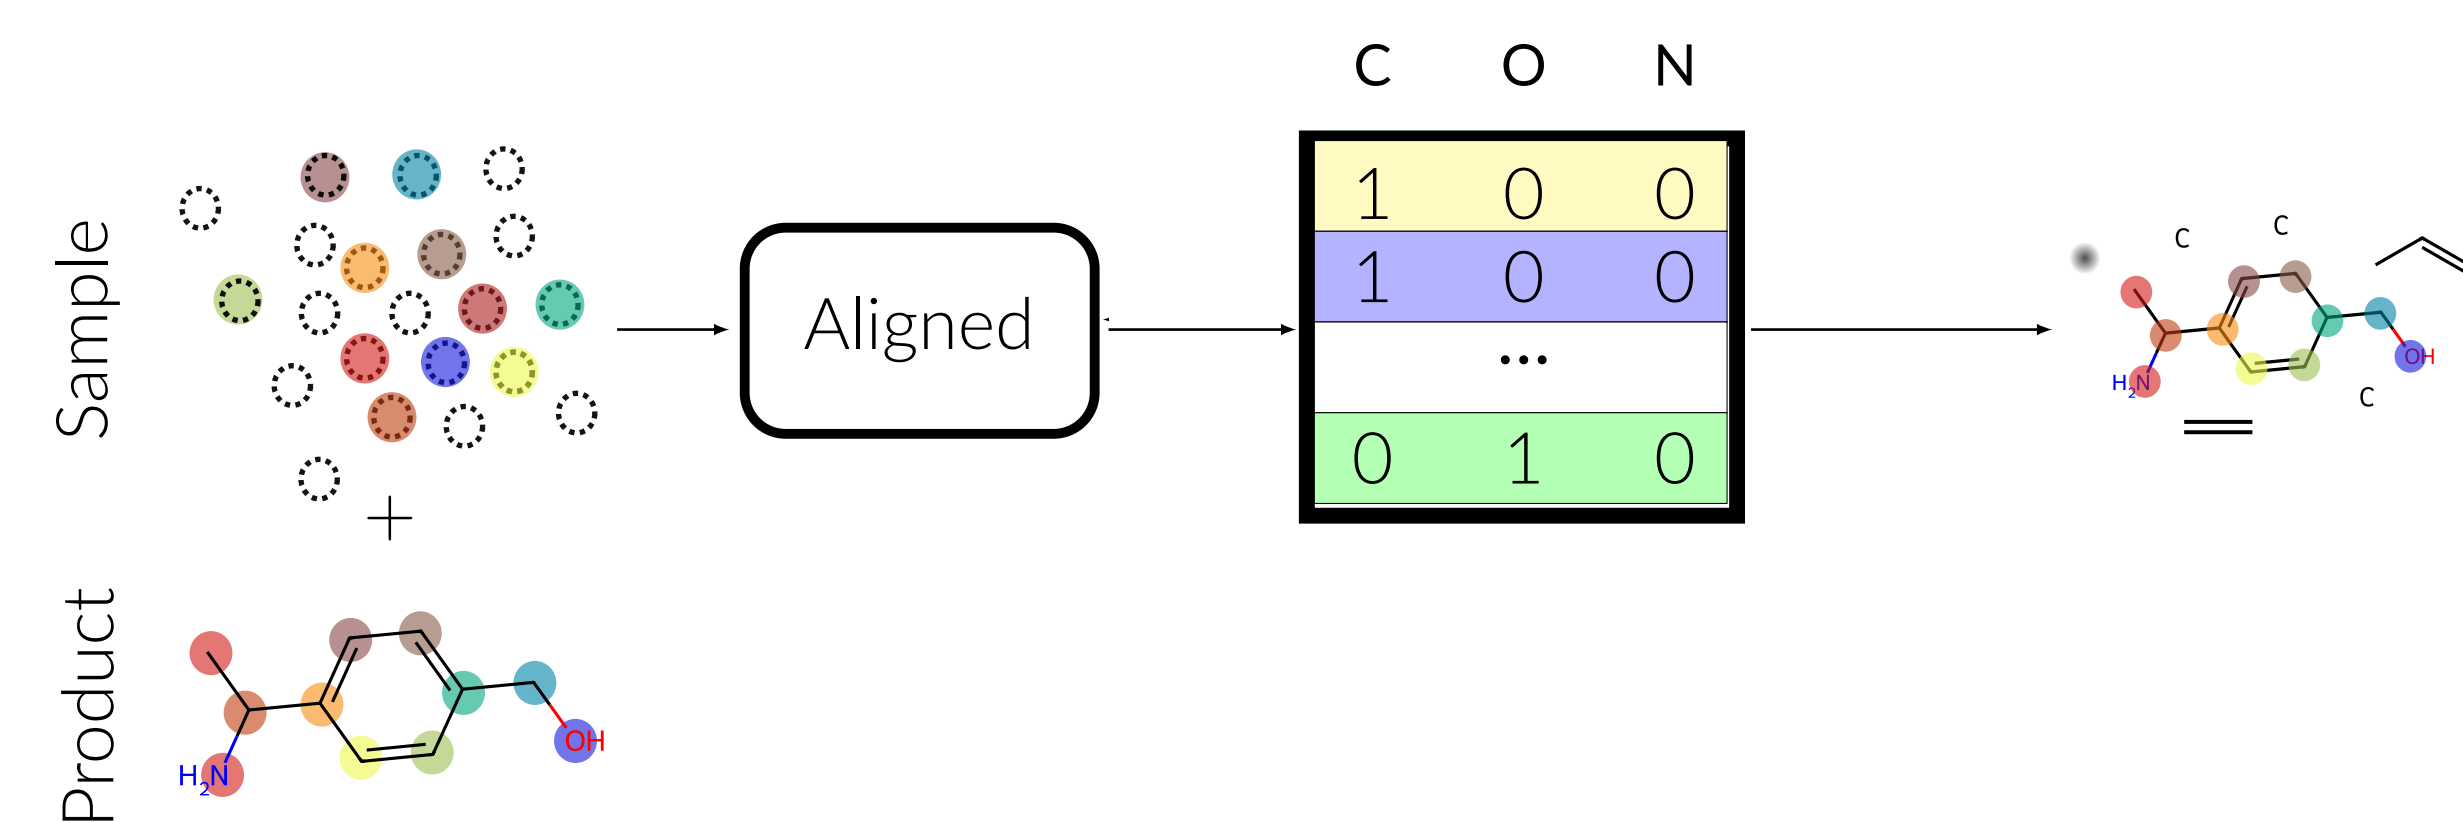 C O N
Sample
Aligned
1 0 0
1 0 0
...
0 1 0
C
C
OH
H2N
C
Product
OH
H2N